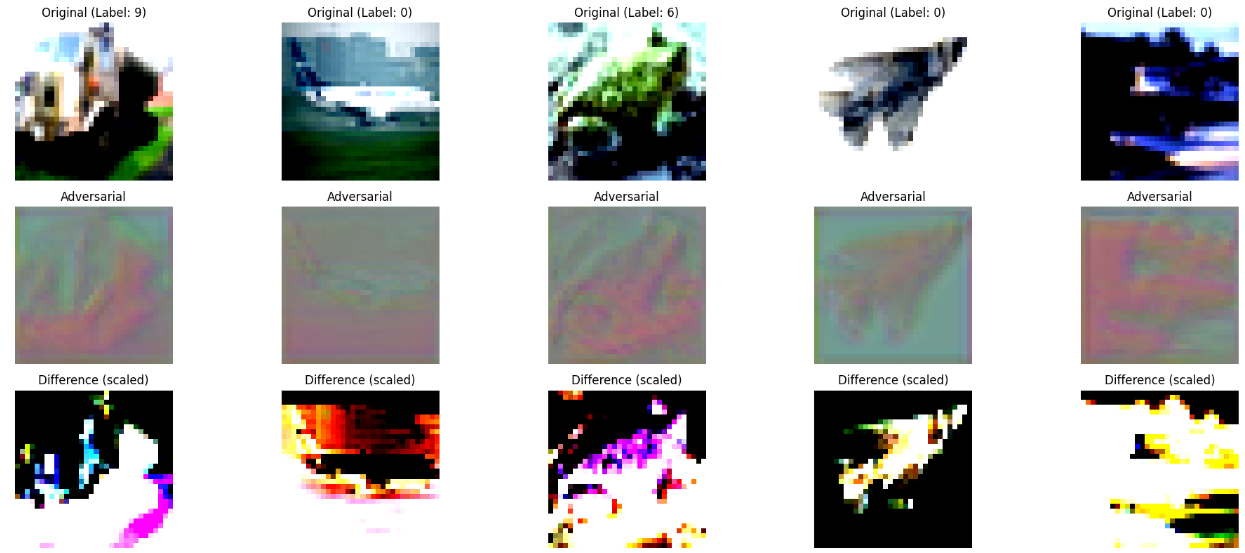 Original (Label: 9) Original (Label: 0) Original (Label: 6) Original (Label: 0) Original (Label: 0)
Adversarial Adversarial Adversarial Adversarial Adversarial
Difference (scaled) Difference (scaled) Difference (scaled) Difference (scaled) Difference (scaled)